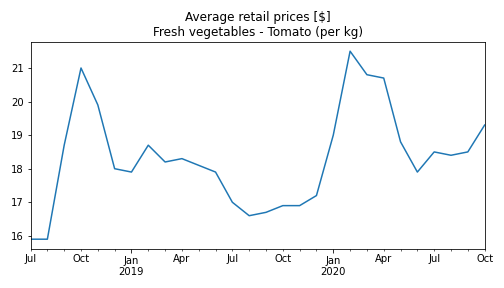 Average retail prices [$]
Fresh vegetables - Tomato (per kg)
21
20
19
18
17
16
Jul
Oct
Jan
2019
Apr
Jul
Oct
Jan
2020
Apr
Jul
Oct